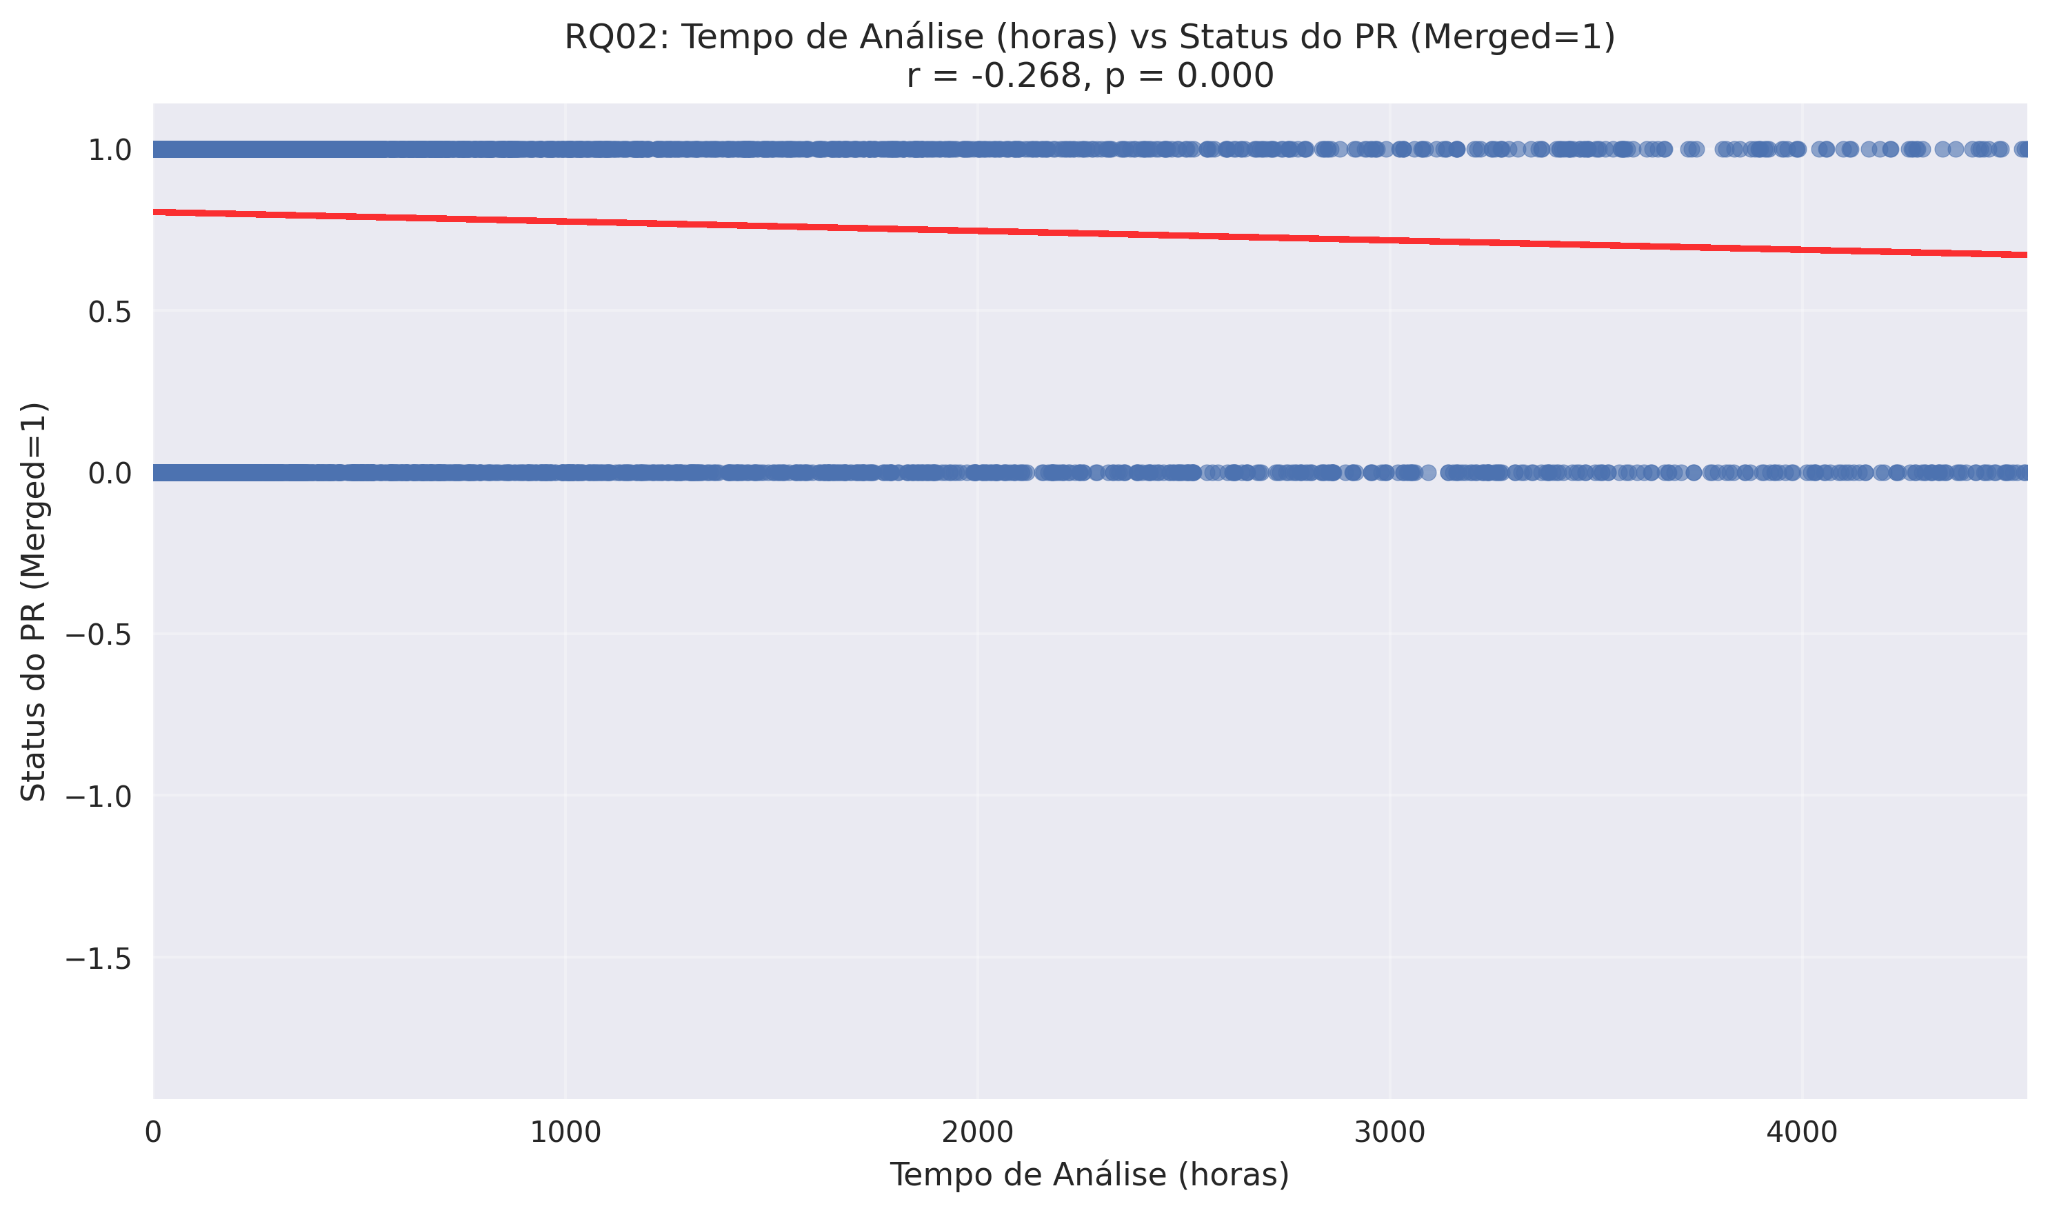 RQ02: Tempo de Análise (horas) vs Status do PR (Merged=1)
r = -0.268, p = 0.000
Status do PR (Merged=1)
1.0
0.5
0.0
−0.5
−1.0
−1.5
0 1000 2000 3000 4000
Tempo de Análise (horas)